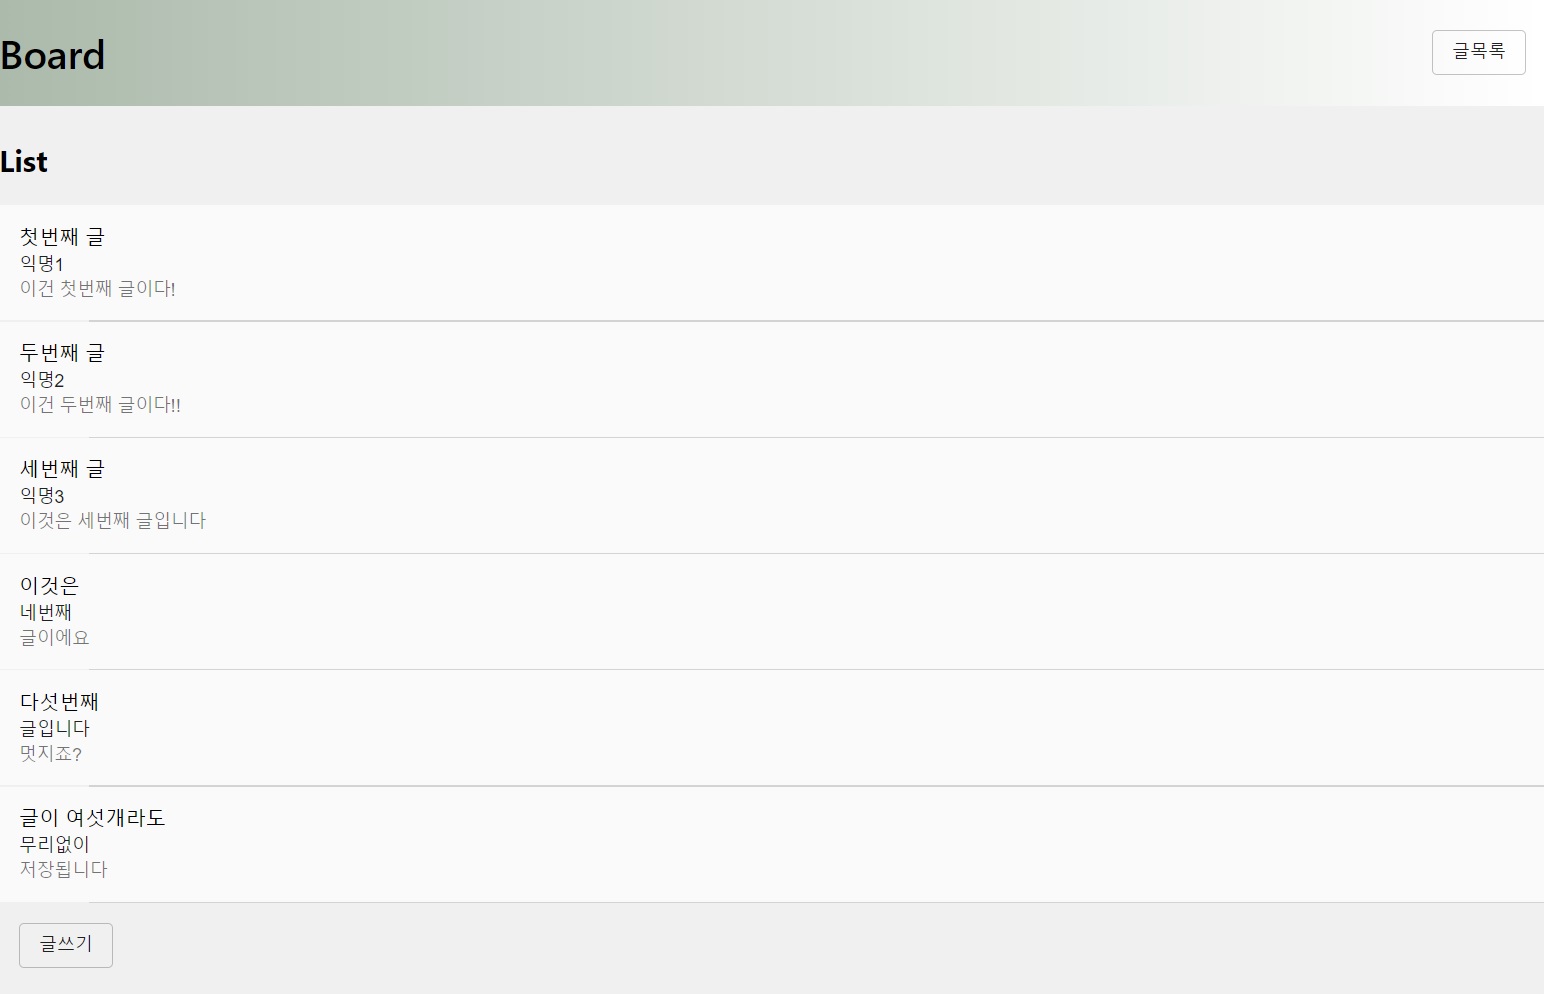 Board
글목록
List
첫번째 글
익명1
이건 첫번째 글이다!
두번째 글
익명2
이건 두번째 글이다!!
세번째 글
익명3
이것은 세번째 글입니다
이것은
네번째
글이에요
다섯번째
글입니다
멋지죠?
글이 여섯개라도
무리없이
저장됩니다
글쓰기